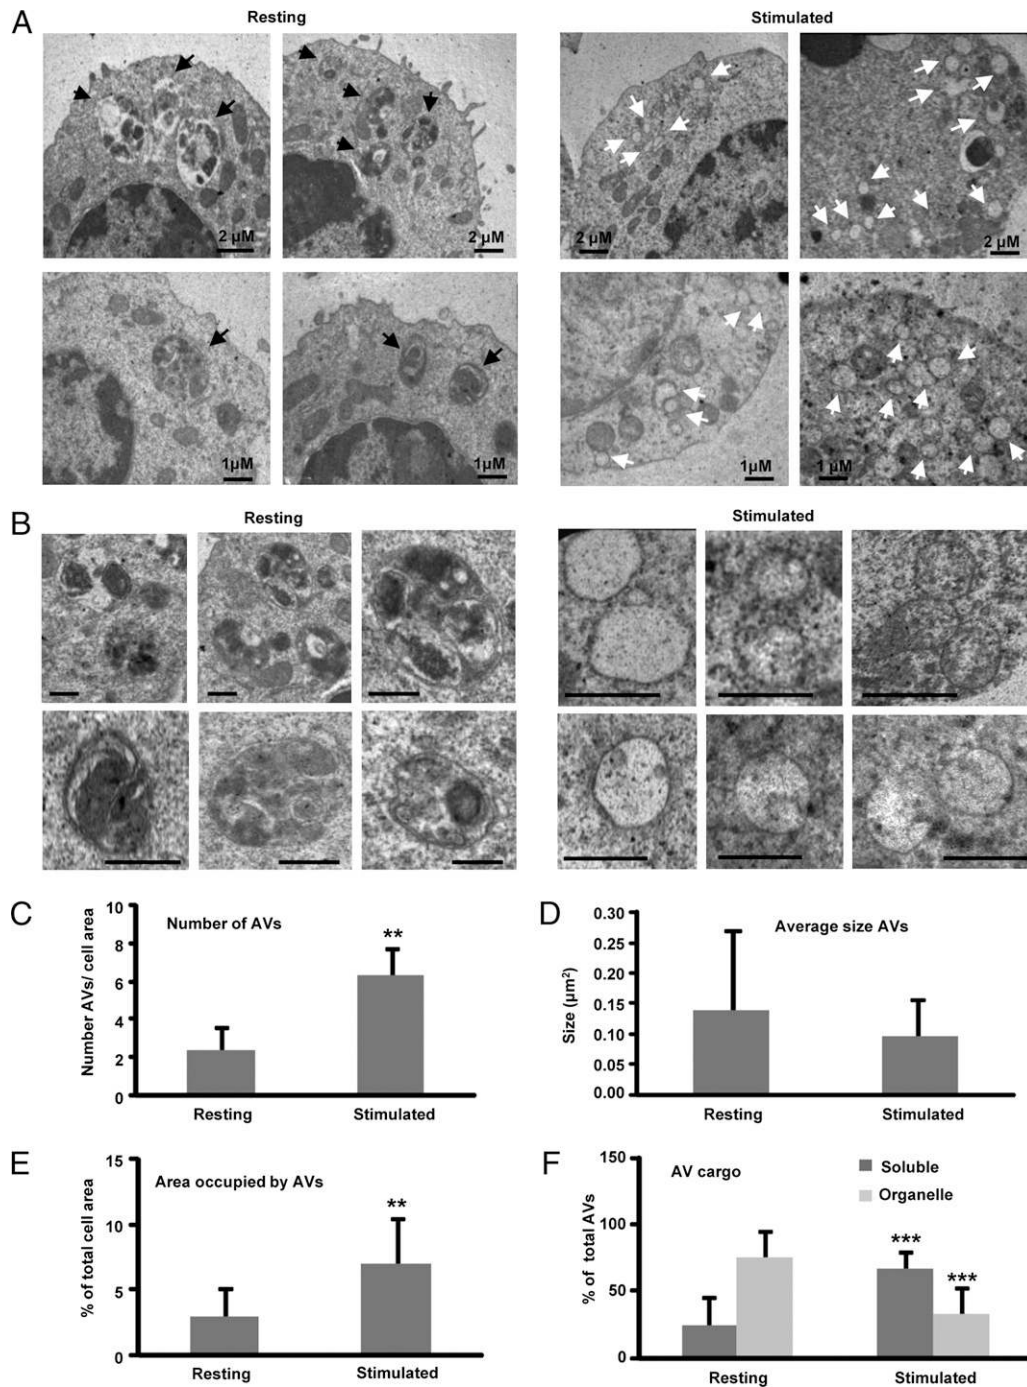 A
Resting
Stimulated
2 µM
2 µM
2 µM
2 µM
1µM
1µM
1µM
1 µM
B
Resting
Stimulated
C
Number of AVs
Number AVs/ cell area
10
8
6
4
2
0
**
Resting
Stimulated
D
Average size AVs
Size (µm²)
0.30
0.25
0.20
0.15
0.10
0.05
0.00
Resting
Stimulated
E
Area occupied by AVs
% of total cell area
15
10
5
0
**
Resting
Stimulated
F
AV cargo
% of total AVs
150
100
50
0
Soluble
Organelle
***
***
Resting
Stimulated